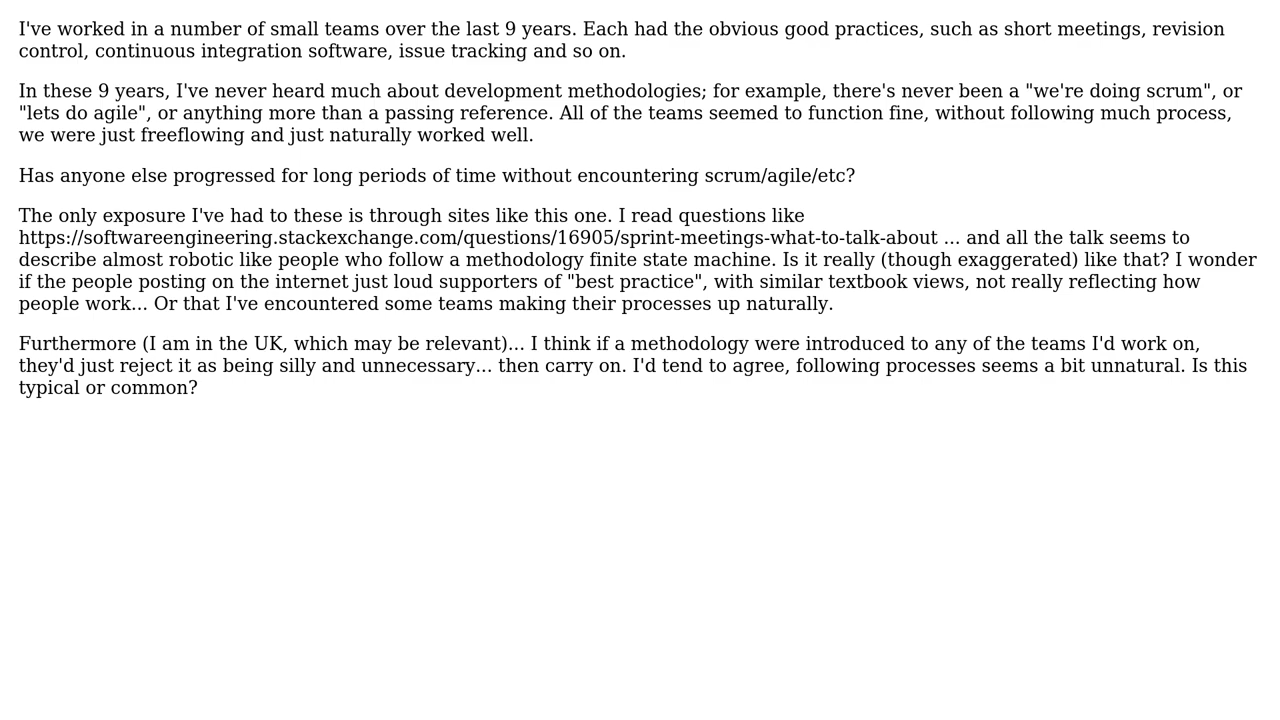 I've worked in a number of small teams over the last 9 years. Each had the obvious good practices, such as short meetings, revision
control, continuous integration software, issue tracking and so on.
In these 9 years, I've never heard much about development methodologies; for example, there's never been a "we're doing scrum", or
"lets do agile", or anything more than a passing reference. All of the teams seemed to function fine, without following much process,
we were just freeflowing and just naturally worked well.
Has anyone else progressed for long periods of time without encountering scrum/agile/etc?
The only exposure I've had to these is through sites like this one. I read questions like
https://softwareengineering.stackexchange.com/questions/16905/sprint-meetings-what-to-talk-about ... and all the talk seems to
describe almost robotic like people who follow a methodology finite state machine. Is it really (though exaggerated) like that? I wonder
if the people posting on the internet just loud supporters of "best practice", with similar textbook views, not really reflecting how
people work... Or that I've encountered some teams making their processes up naturally.
Furthermore (I am in the UK, which may be relevant)... I think if a methodology were introduced to any of the teams I'd work on,
they'd just reject it as being silly and unnecessary... then carry on. I'd tend to agree, following processes seems a bit unnatural. Is this
typical or common?